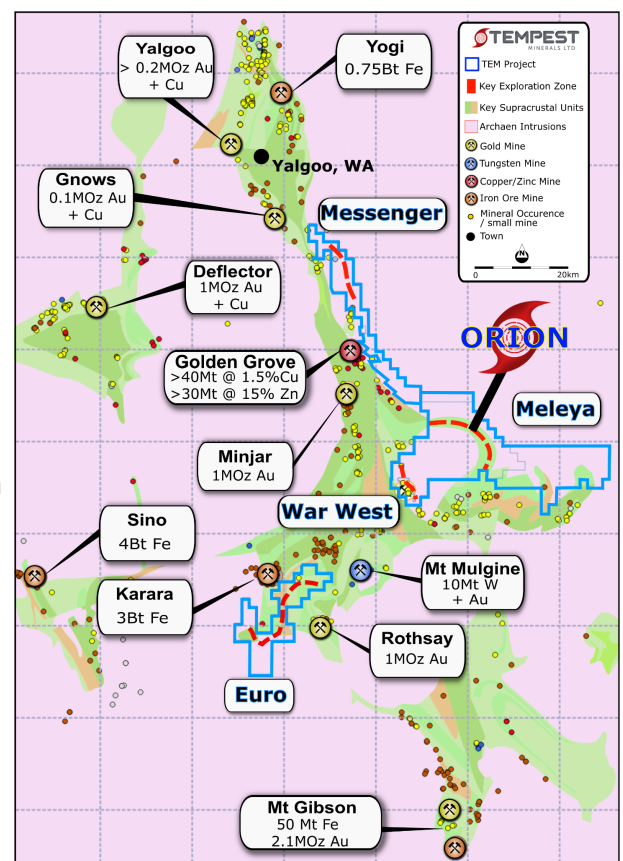 Yalgoo
> 0.2MOz Au
+ Cu
Yogi
0.75Bt Fe
TEMPEST
MINERALS LTD
TEM Project
Key Exploration Zone
Key Supracrustal Units
Archaen Intrusions
Gold Mine
Tungsten Mine
Copper/Zinc Mine
Iron Ore Mine
Mineral Occurence
/ small mine
Town
N
0
20km
Yalgoo, WA
Gnows
0.1MOz Au
+ Cu
Messenger
Deflector
1MOz Au
+ Cu
ORION
Golden Grove
>40Mt @ 1.5%Cu
>30Mt @ 15% Zn
Meleya
Minjar
1MOz Au
War West
Sino
4Bt Fe
Karara
3Bt Fe
Mt Mulgine
10Mt W
+ Au
Rothsay
1MOz Au
Euro
Mt Gibson
50 Mt Fe
2.1MOz Au